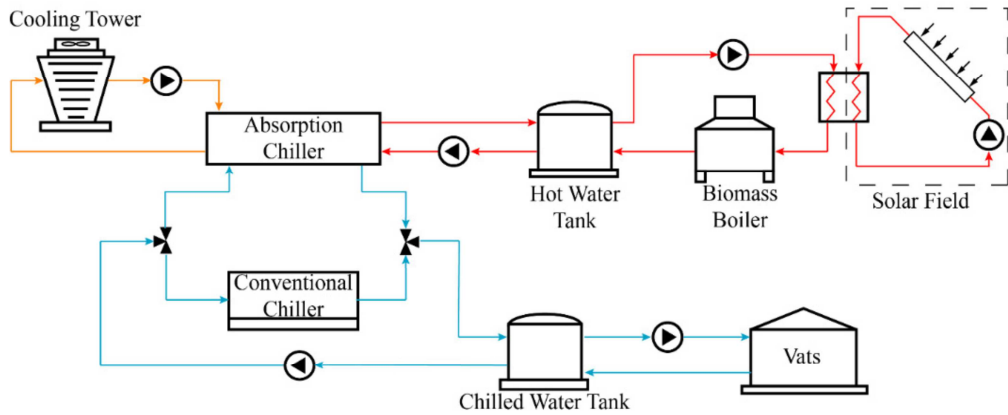 Cooling Tower
Absorption
Chiller
Hot Water
Tank
Biomass
Boiler
Solar Field
Conventional
Chiller
Vats
Chilled Water Tank